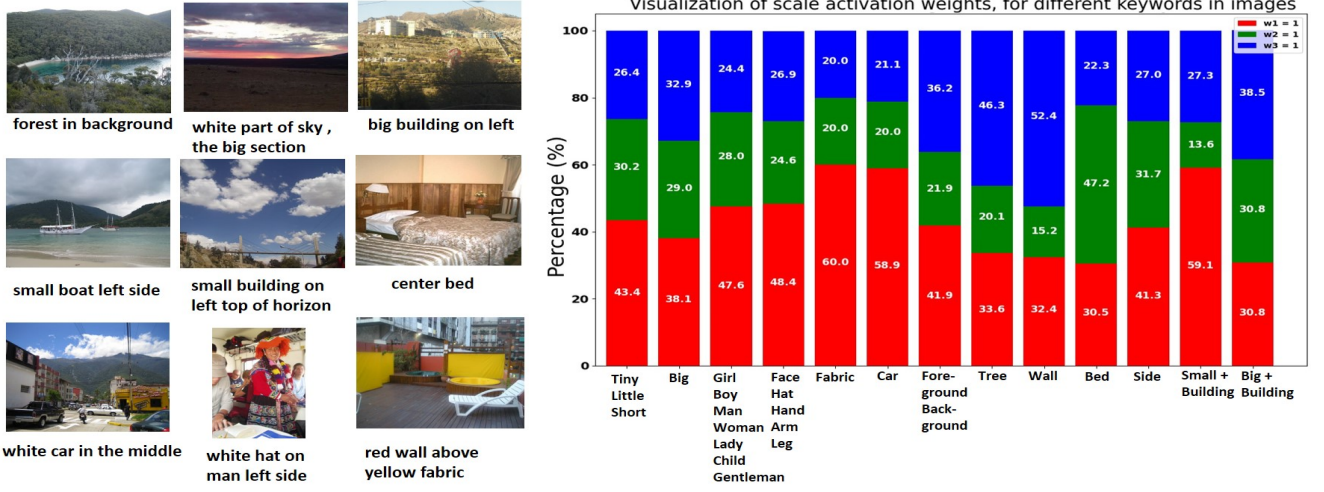 forest in background
white part of sky ,
the big section
big building on left
small boat left side
small building on
left top of horizon
center bed
white car in the middle
white hat on
man left side
red wall above
yellow fabric
Visualization of scale activation weights, for different keywords in images
w1 = 1
w2 = 1
w3 = 1
Percentage (%)
100
80
60
40
20
0
26.4
30.2
43.4
32.9
29.0
38.1
24.4
28.0
47.6
26.9
24.6
48.4
20.0
20.0
60.0
21.1
20.0
58.9
36.2
21.9
41.9
46.3
20.1
33.6
52.4
15.2
32.4
22.3
47.2
30.5
27.0
31.7
41.3
27.3
13.6
59.1
38.5
30.8
30.8
Tiny
Little
Short
Big
Girl
Boy
Man
Woman
Lady
Child
Gentleman
Face
Hat
Hand
Arm
Leg
Fabric
Car
Fore-
ground
Back-
ground
Tree
Wall
Bed
Side
Small +
Building
Big +
Building